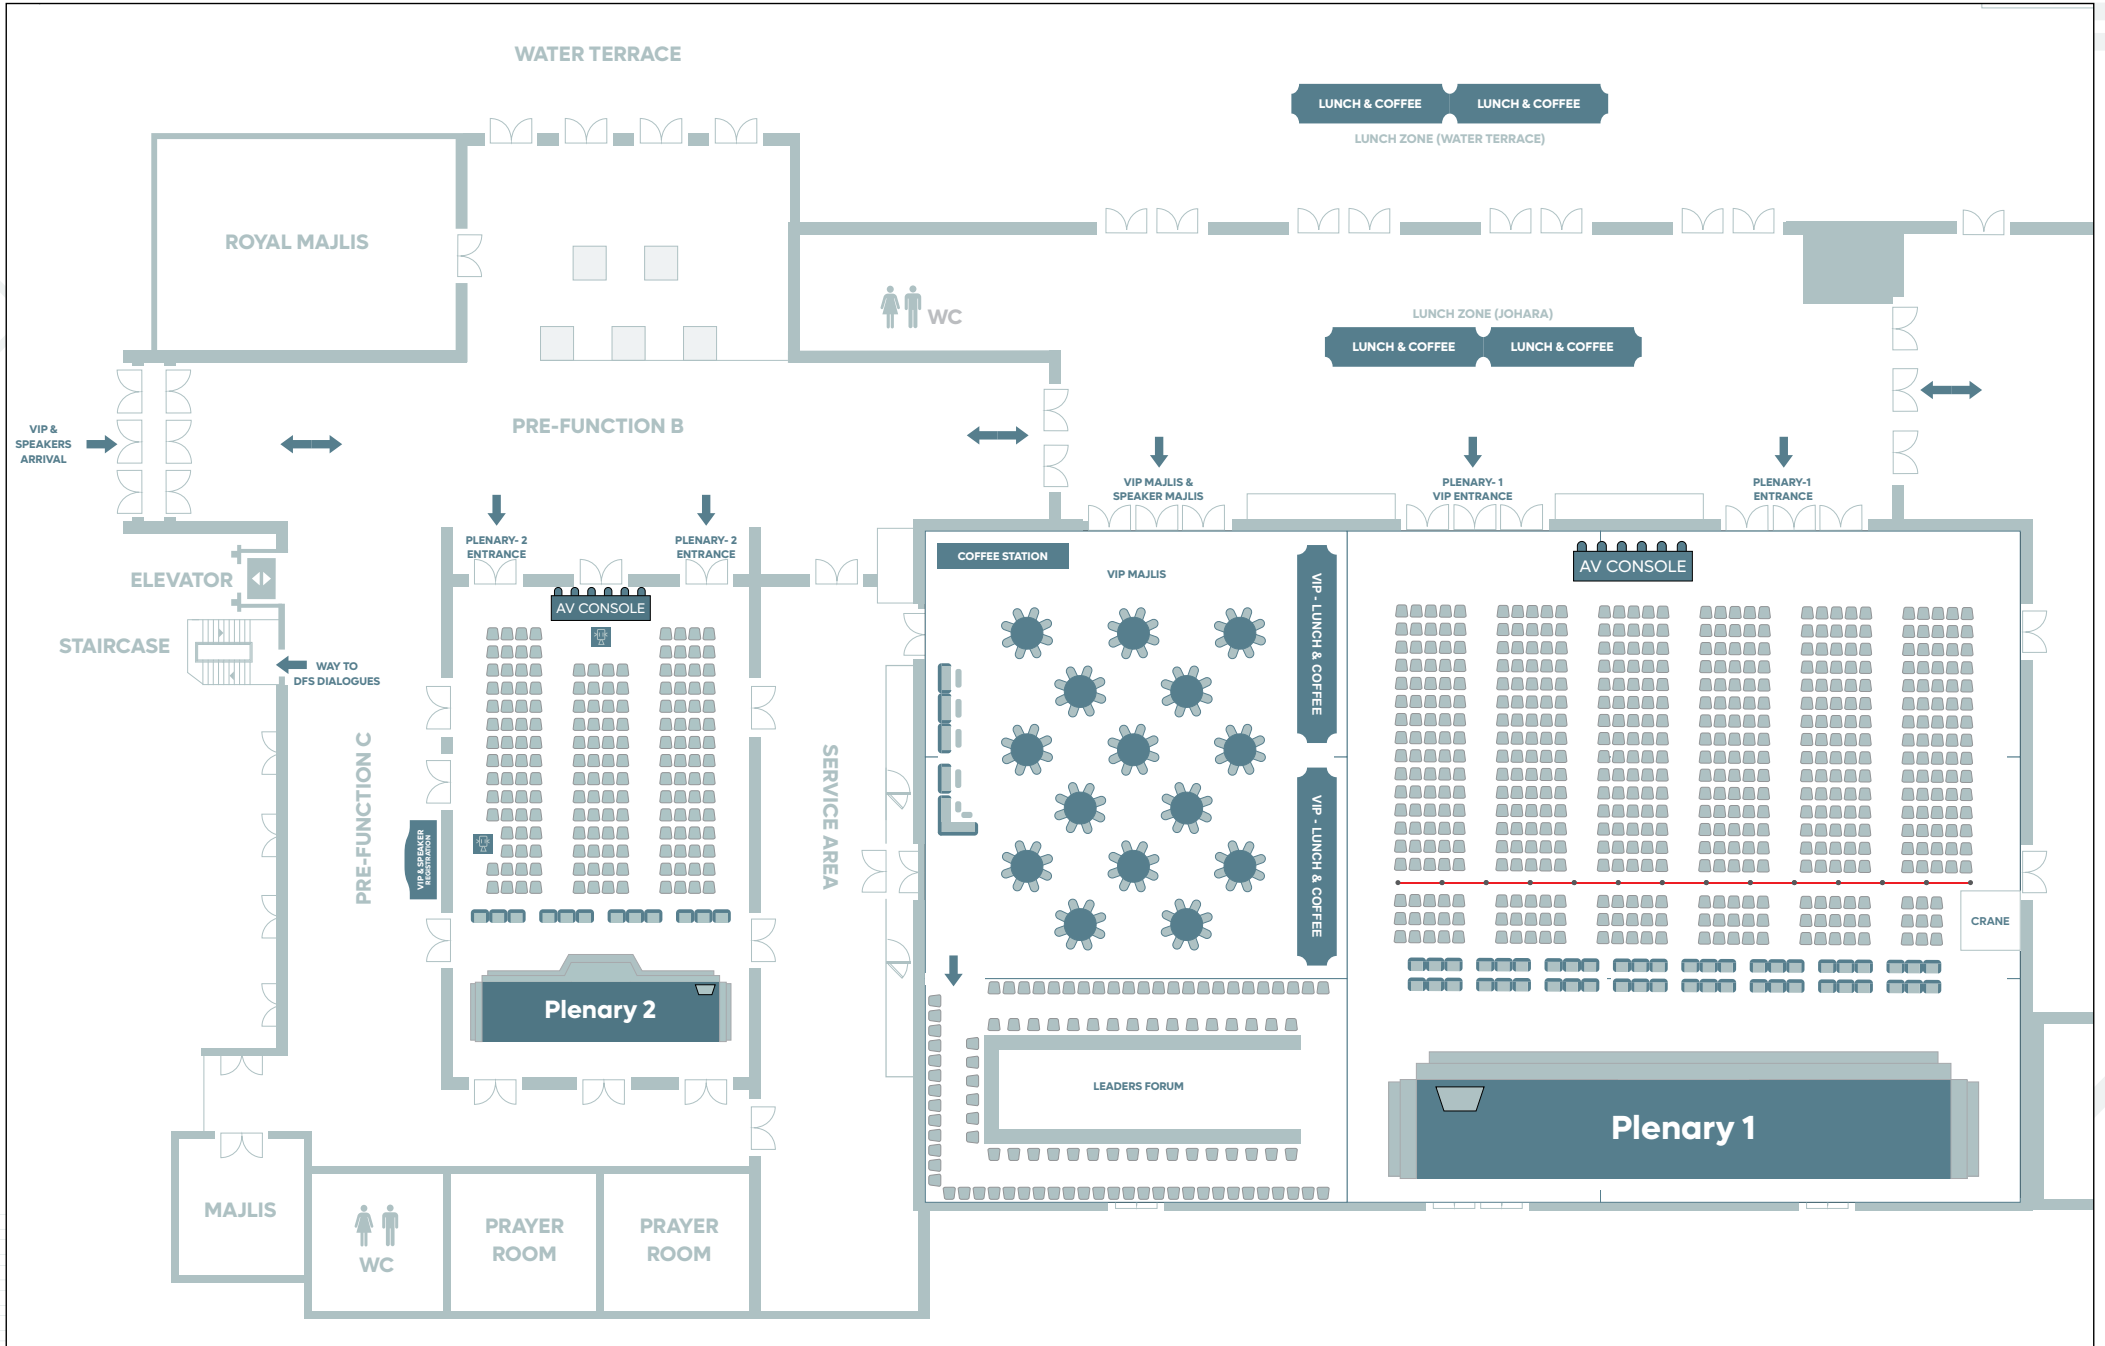 WATER TERRACE
LUNCH & COFFEE
LUNCH & COFFEE
LUNCH ZONE (WATER TERRACE)
ROYAL MAJLIS
WC
LUNCH ZONE (JOHARA)
LUNCH & COFFEE
LUNCH & COFFEE
VIP &
SPEAKERS
ARRIVAL
PRE-FUNCTION B
VIP MAJLIS &
SPEAKER MAJLIS
PLENARY- 1
VIP ENTRANCE
PLENARY-1
ENTRANCE
PLENARY- 2
ENTRANCE
PLENARY- 2
ENTRANCE
ELEVATOR
STAIRCASE
WAY TO
DFS DIALOGUES
AV CONSOLE
COFFEE STATION
VIP MAJLIS
VIP - LUNCH & COFFEE
VIP - LUNCH & COFFEE
AV CONSOLE
PRE-FUNCTION C
VIP & SPEAKER
REGISTRATION
SERVICE AREA
CRANE
Plenary 2
LEADERS FORUM
Plenary 1
MAJLIS
WC
PRAYER
ROOM
PRAYER
ROOM